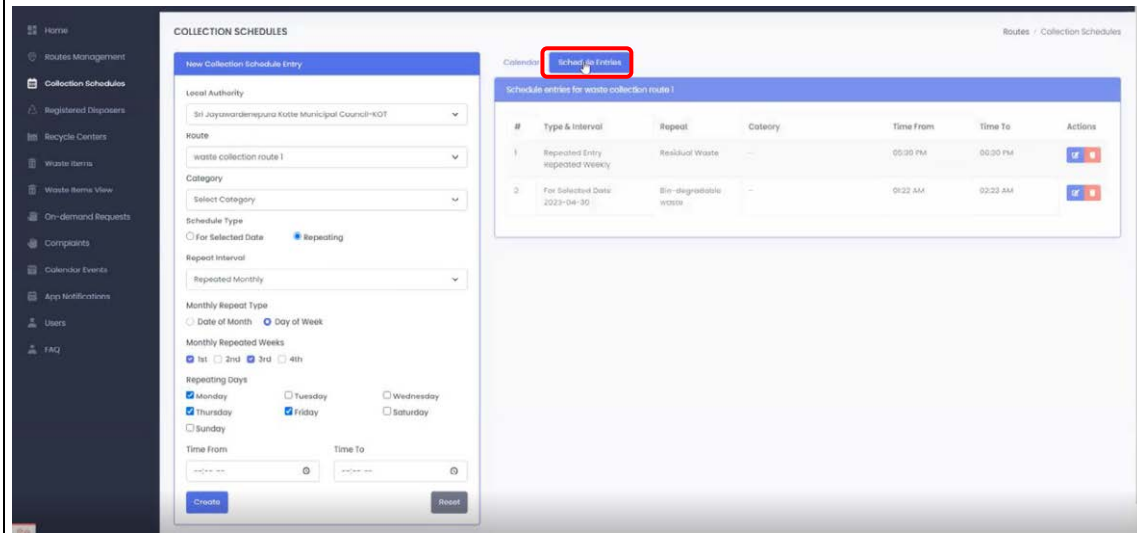 Home
Routes Management
Collection Schedules
Registered Disposers
Recycle Centers
Waste Items
Waste Items View
On-demand Requests
Complaints
Calendar Events
App Notifications
Users
FAQ
COLLECTION SCHEDULES
Routes / Collection Schedules
New Collection Schedule Entry
Local Authority
Sri Jayawardenepura Kotte Municipal Council-KOT
Route
waste collection route 1
Category
Select Category
Schedule Type
For Selected Date Repeating
Repeat Interval
Repeated Monthly
Monthly Repeat Type
Date of Month Day of Week
Monthly Repeated Weeks
1st 2nd 3rd 4th
Repeating Days
Monday Tuesday Wednesday
Thursday Friday Saturday
Sunday
Time From Time To
--:-- -- --:-- --
Create Reset
Calendar Schedule Entries
Schedule entries for waste collection route 1
# Type & Interval Repeat Cateory Time From Time To Actions
1 Repeated Entry Residual Waste -- 05:30 PM 06:30 PM
Repeated Weekly
2 For Selected Date Bio-degradable -- 01:22 AM 02:23 AM
2023-04-30 waste